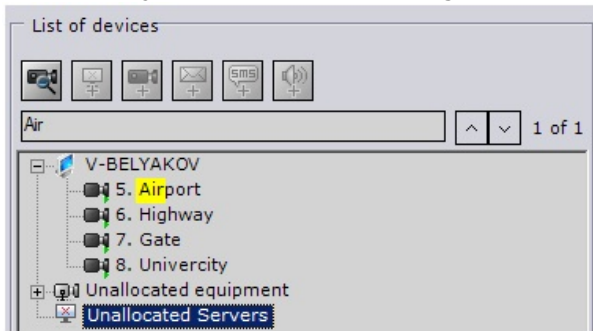 List of devices
SMS
Air
1 of 1
V-BELYAKOV
5. Airport
6. Highway
7. Gate
8. Univercity
Unallocated equipment
Unallocated Servers